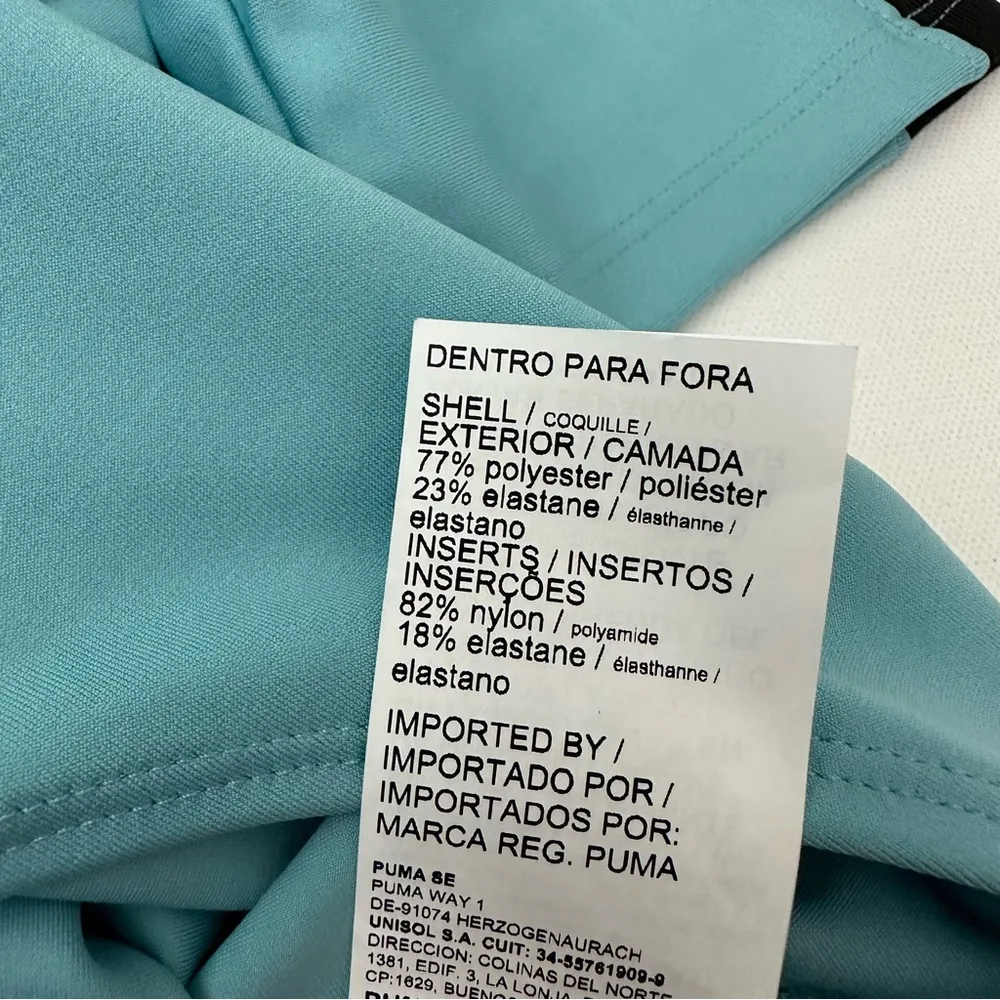 DENTRO PARA FORA
SHELL / COQUILLE /
EXTERIOR / CAMADA
77% polyester / poliéster
23% elastane / élasthanne /
elastano
INSERTS / INSERTOS /
INSERÇÕES
82% nylon / polyamide
18% elastane / élasthanne /
elastano
IMPORTED BY /
IMPORTADO POR /
IMPORTADOS POR:
MARCA REG. PUMA
PUMA SE
PUMA WAY 1
DE-91074 HERZOGENAURACH
UNISOL S.A. CUIT: 34-55761909-9
DIRECCION: COLINAS DEL NORTE
1381, EDIF. 3, LA LONJA,
CP:1629,